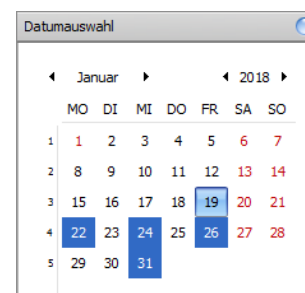 Datumauswahl
Januar 2018
MO DI MI DO FR SA SO
1 1 2 3 4 5 6 7
2 8 9 10 11 12 13 14
3 15 16 17 18 19 20 21
4 22 23 24 25 26 27 28
5 29 30 31